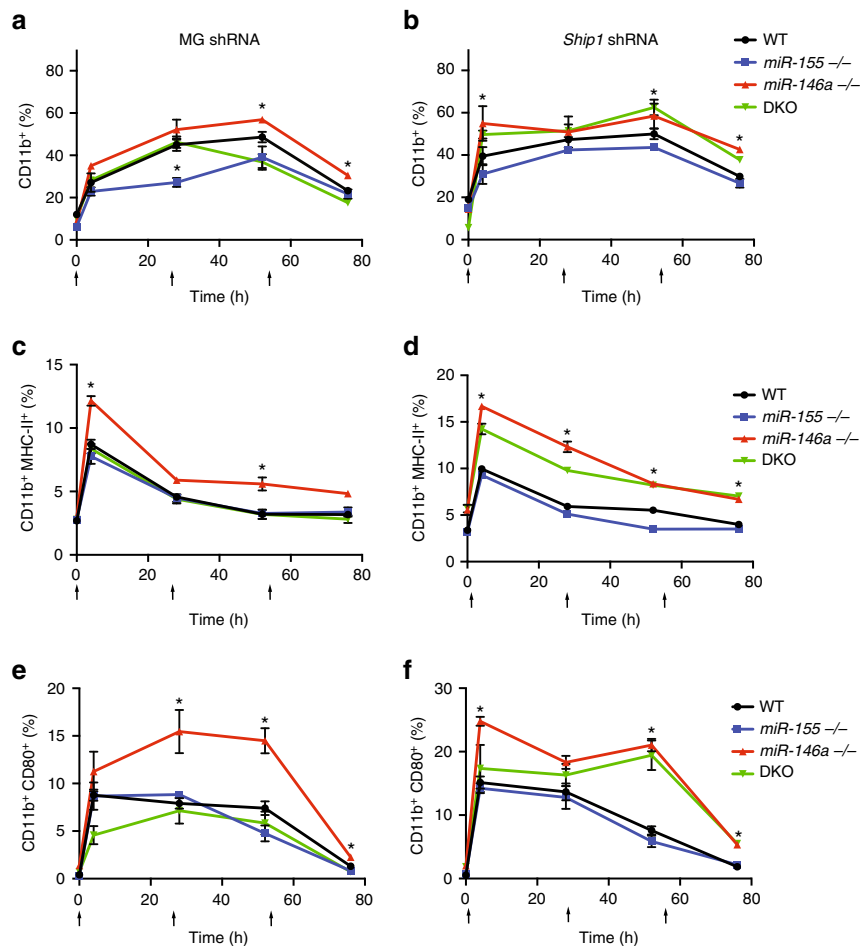 a
MG shRNA
CD11b⁺ (%)
80
60
40
20
0
0 20 40 60 80
Time (h)
b
Ship1 shRNA
CD11b⁺ (%)
80
60
40
20
0
0 20 40 60 80
Time (h)
*
*
*
*
*
*
WT
miR-155 –/–
miR-146a –/–
DKO
c
CD11b⁺ MHC-II⁺ (%)
15
10
5
0
0 20 40 60 80
Time (h)
*
*
d
CD11b⁺ MHC-II⁺ (%)
20
15
10
5
0
0 20 40 60 80
Time (h)
*
*
*
*
WT
miR-155 –/–
miR-146a –/–
DKO
e
CD11b⁺ CD80⁺ (%)
20
15
10
5
0
0 20 40 60 80
Time (h)
*
*
*
f
CD11b⁺ CD80⁺ (%)
30
20
10
0
0 20 40 60 80
Time (h)
*
*
*
WT
miR-155 –/–
miR-146a –/–
DKO